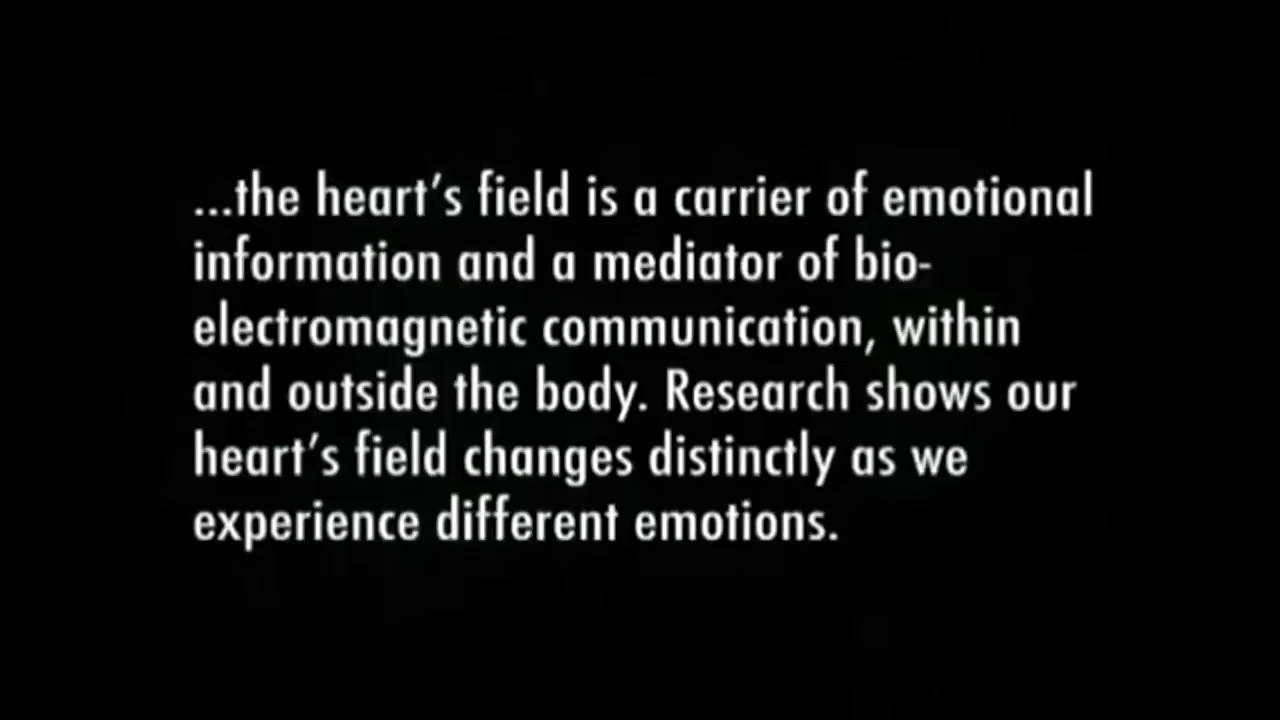 ...the heart's field is a carrier of emotional
information and a mediator of bio-
electromagnetic communication, within
and outside the body. Research shows our
heart's field changes distinctly as we
experience different emotions.